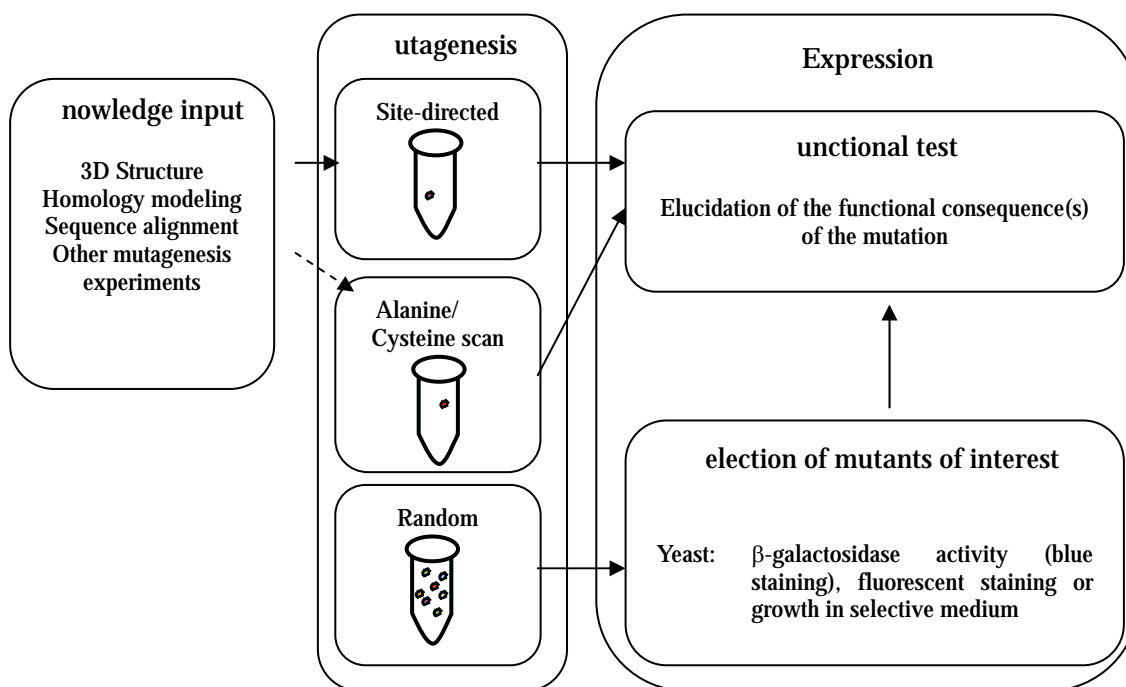 nowledge input
3D Structure
Homology modeling
Sequence alignment
Other mutagenesis
experiments
utagenesis
Site-directed
Alanine/
Cysteine scan
Random
Expression
unctional test
Elucidation of the functional consequence(s)
of the mutation
election of mutants of interest
Yeast: β-galactosidase activity (blue
staining), fluorescent staining or
growth in selective medium